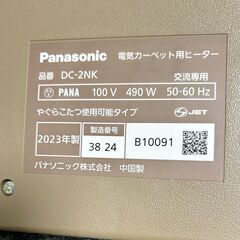 Panasonic 電気カーペット用ヒーター
品番 DC-2NK 交流専用
PANA 100 V 490 W 50-60 Hz
やぐらこたつ使用可能タイプ JET
2023年製 製造番号 38 24 B10091
パナソニック株式会社 中国製